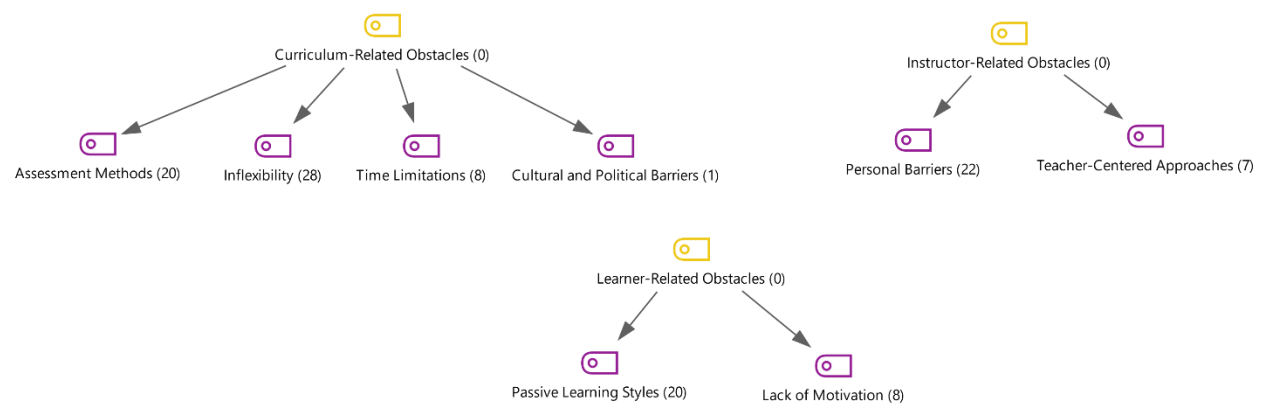 Curriculum-Related Obstacles (0)
Assessment Methods (20)
Inflexibility (28)
Time Limitations (8)
Cultural and Political Barriers (1)
Instructor-Related Obstacles (0)
Personal Barriers (22)
Teacher-Centered Approaches (7)
Learner-Related Obstacles (0)
Passive Learning Styles (20)
Lack of Motivation (8)